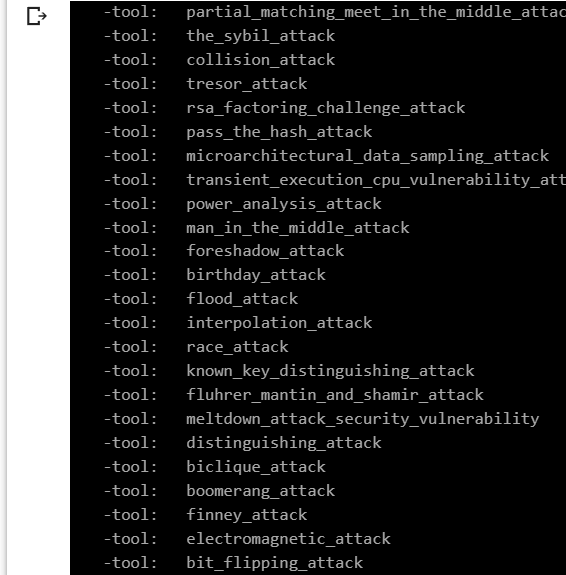 -tool:   partial_matching_meet_in_the_middle_attac
-tool:   the_sybil_attack
-tool:   collision_attack
-tool:   tresor_attack
-tool:   rsa_factoring_challenge_attack
-tool:   pass_the_hash_attack
-tool:   microarchitectural_data_sampling_attack
-tool:   transient_execution_cpu_vulnerability_att
-tool:   power_analysis_attack
-tool:   man_in_the_middle_attack
-tool:   foreshadow_attack
-tool:   birthday_attack
-tool:   flood_attack
-tool:   interpolation_attack
-tool:   race_attack
-tool:   known_key_distinguishing_attack
-tool:   fluhrer_mantin_and_shamir_attack
-tool:   meltdown_attack_security_vulnerability
-tool:   distinguishing_attack
-tool:   biclique_attack
-tool:   boomerang_attack
-tool:   finney_attack
-tool:   electromagnetic_attack
-tool:   bit_flipping_attack